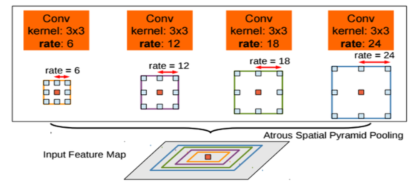 Conv
kernel: 3x3
rate: 6
Conv
kernel: 3x3
rate: 12
Conv
kernel: 3x3
rate: 18
Conv
kernel: 3x3
rate: 24
rate = 6
rate = 12
rate = 18
rate = 24
Atrous Spatial Pyramid Pooling
Input Feature Map